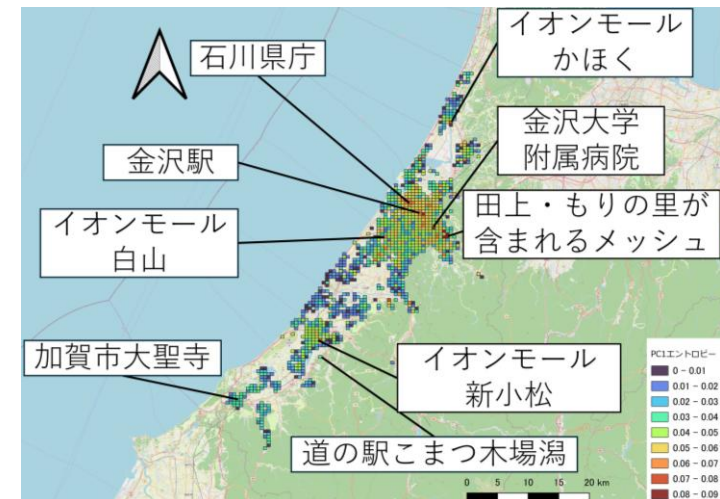 石川県庁
イオンモール
かほく
金沢大学
附属病院
金沢駅
田上・もりの里が
含まれるメッシュ
イオンモール
白山
加賀市大聖寺
イオンモール
新小松
道の駅こまつ木場潟
PC1エントロピー
0 - 0.01
0.01 - 0.02
0.02 - 0.03
0.03 - 0.04
0.04 - 0.05
0.05 - 0.06
0.06 - 0.07
0.07 - 0.08
0.08 - 0.09
0 5 10 15 20 km